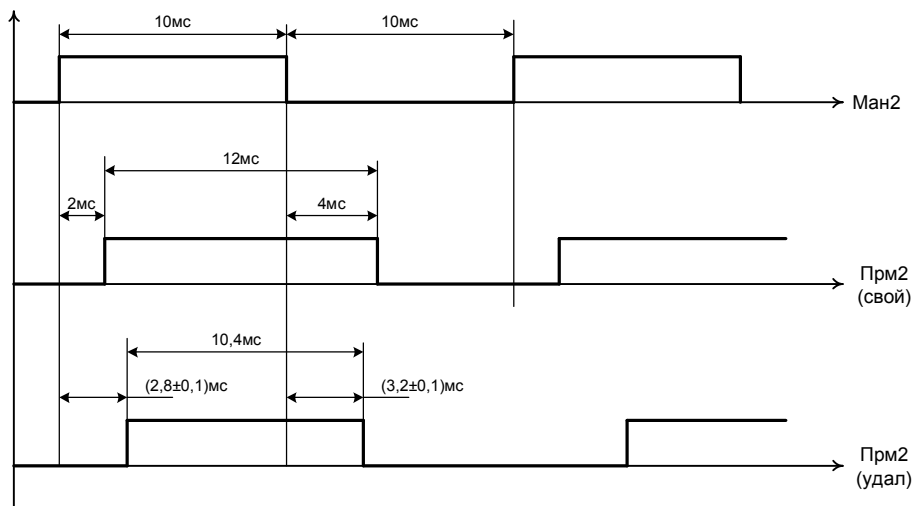 10мс
10мс
Ман2
12мс
2мс
4мс
Прм2
(свой)
10,4мс
(2,8±0,1)мс
(3,2±0,1)мс
Прм2
(удал)